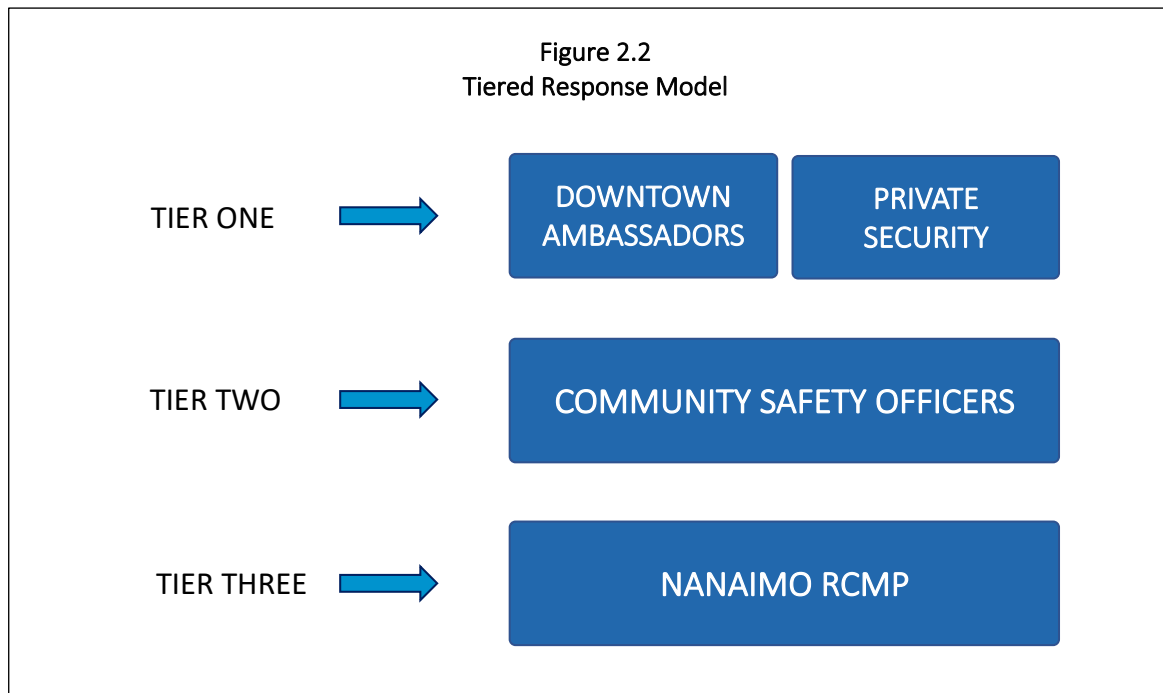 Figure 2.2
Tiered Response Model
TIER ONE
DOWNTOWN
AMBASSADORS
PRIVATE
SECURITY
TIER TWO
COMMUNITY SAFETY OFFICERS
TIER THREE
NANAIMO RCMP